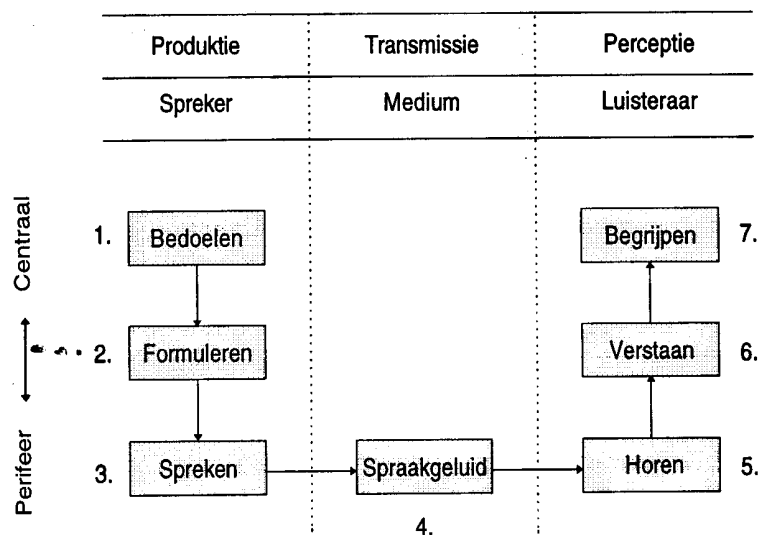 Produktie Transmissie Perceptie
Spreker Medium Luisteraar
Centraal
1. Bedoelen Begrijpen 7.
2. Formuleren Verstaan 6.
Perifeer
3. Spreken Spraakgeluid Horen 5.
4.